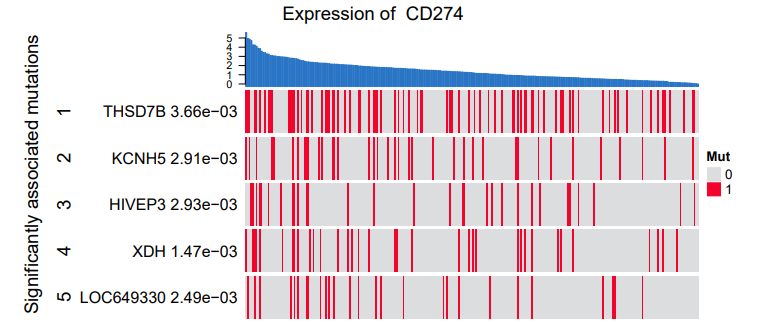 Expression of CD274
5
4
3
2
1
0
Significantly associated mutations
1 THSD7B 3.66e−03
2 KCNH5 2.91e−03
3 HIVEP3 2.93e−03
4 XDH 1.47e−03
5 LOC649330 2.49e−03
Mut
0
1